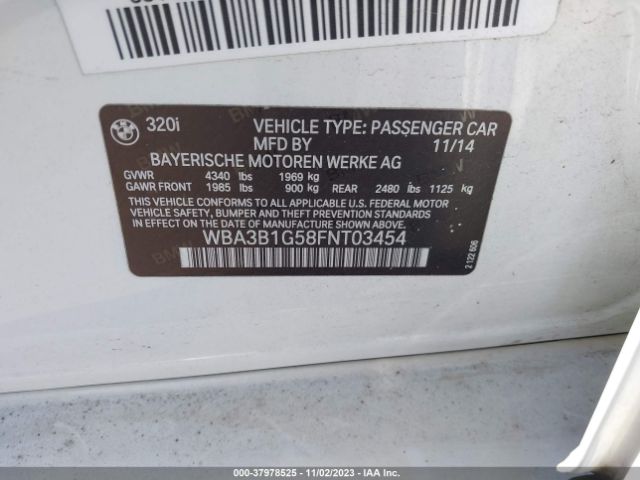 320i VEHICLE TYPE: PASSENGER CAR
MFD BY 11/14
BAYERISCHE MOTOREN WERKE AG
GVWR 4340 lbs 1969 kg
GAWR FRONT 1985 lbs 900 kg REAR 2480 lbs 1125 kg
THIS VEHICLE CONFORMS TO ALL APPLICABLE U.S. FEDERAL MOTOR
VEHICLE SAFETY, BUMPER AND THEFT PREVENTION STANDARDS
IN EFFECT ON THE DATE OF MANUFACTURE SHOWN ABOVE.
WBA3B1G58FNT03454
2 122 606
000-37978525 • 11/02/2023 • IAA Inc.